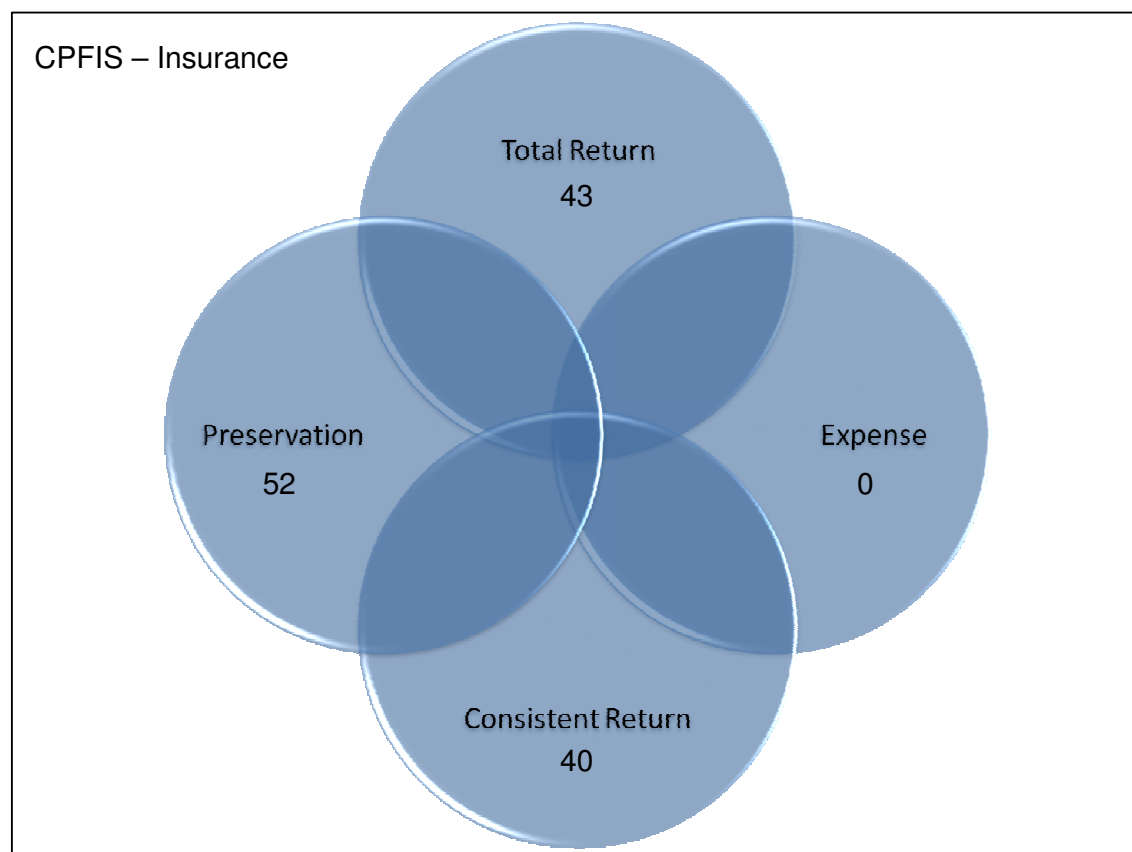 CPFIS – Insurance
Total Return
43
Preservation
52
Expense
0
Consistent Return
40